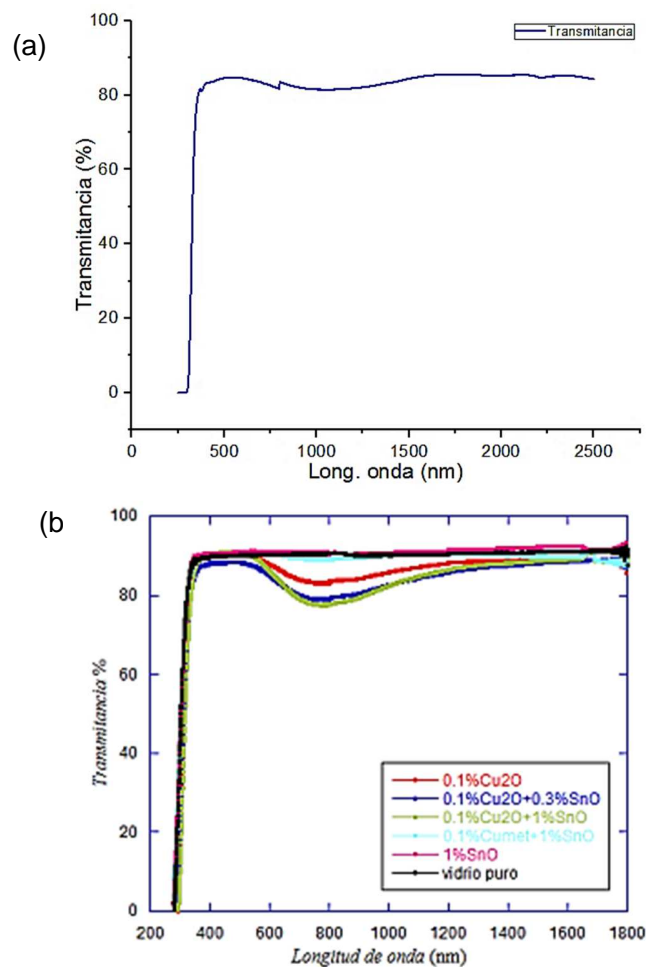 (a)
Transmitancia
100
80
60
40
20
0
Transmitancia (%)
0 500 1000 1500 2000 2500
Long. onda (nm)
(b
100
80
60
40
20
0
Transmitancia %
0.1%Cu2O
0.1%Cu2O+0.3%SnO
0.1%Cu2O+1%SnO
0.1%Cumet+1%SnO
1%SnO
vidrio puro
200 400 600 800 1000 1200 1400 1600 1800
Longitud de onda (nm)